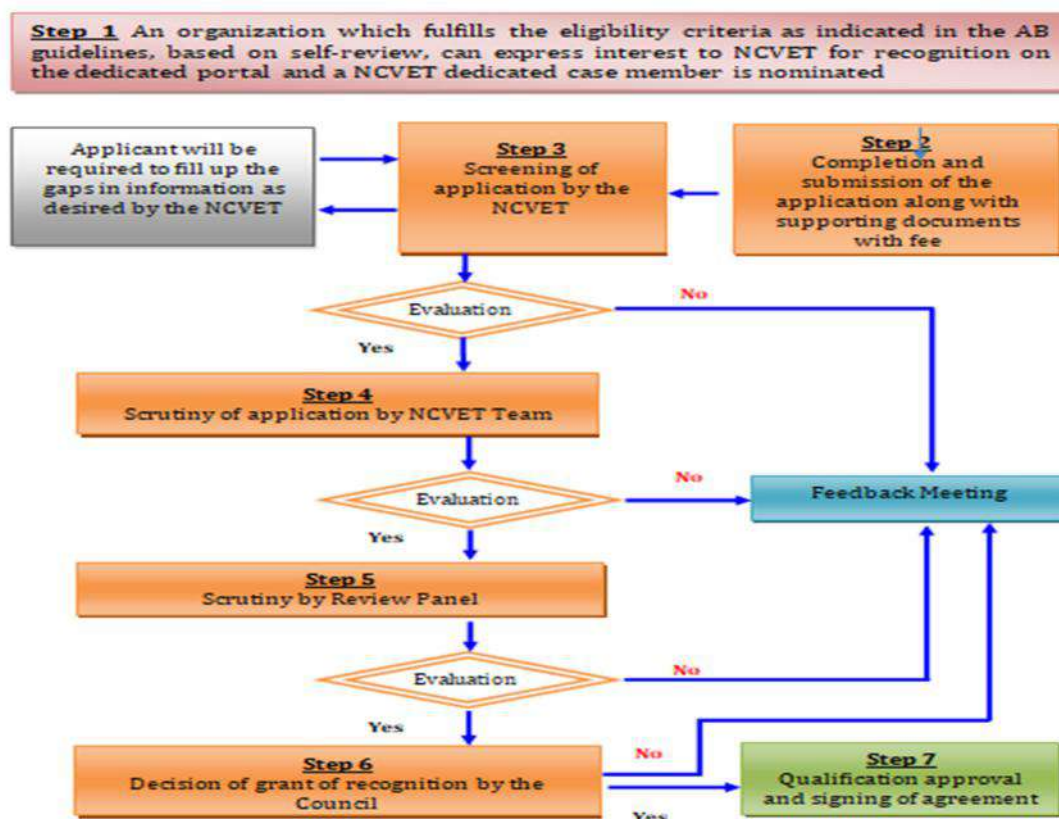 Step 1 An organization which fulfills the eligibility criteria as indicated in the AB
guidelines, based on self-review, can express interest to NCVET for recognition on
the dedicated portal and a NCVET dedicated case member is nominated
Applicant will be
required to fill up the
gaps in information as
desired by the NCVET
Step 3
Screening of
application by the
NCVET
Step 2
Completion and
submission of the
application along with
supporting documents
with fee
Evaluation
No
Yes
Step 4
Scrutiny of application by NCVET Team
Evaluation
No
Feedback Meeting
Yes
Step 5
Scrutiny by Review Panel
Evaluation
No
Yes
Step 6
Decision of grant of recognition by the
Council
No
Yes
Step 7
Qualification approval
and signing of agreement